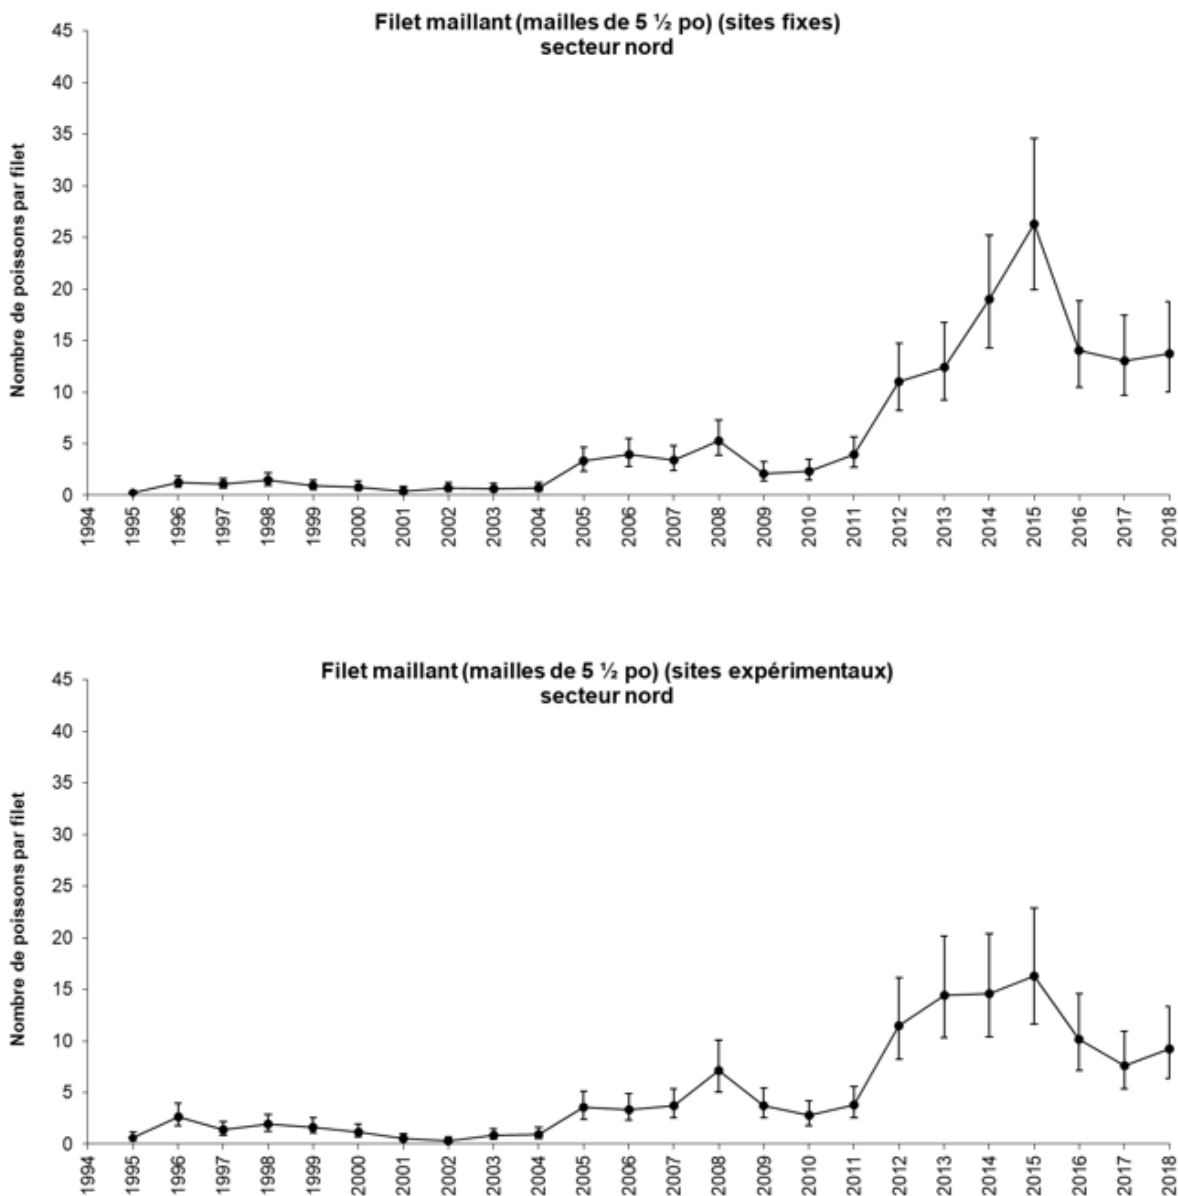 Filet maillant (mailles de 5 ½ po) (sites fixes)
secteur nord
Nombre de poissons par filet
45
40
35
30
25
20
15
10
5
0
1994 1995 1996 1997 1998 1999 2000 2001 2002 2003 2004 2005 2006 2007 2008 2009 2010 2011 2012 2013 2014 2015 2016 2017 2018
Filet maillant (mailles de 5 ½ po) (sites expérimentaux)
secteur nord
Nombre de poissons par filet
45
40
35
30
25
20
15
10
5
0
1994 1995 1996 1997 1998 1999 2000 2001 2002 2003 2004 2005 2006 2007 2008 2009 2010 2011 2012 2013 2014 2015 2016 2017 2018